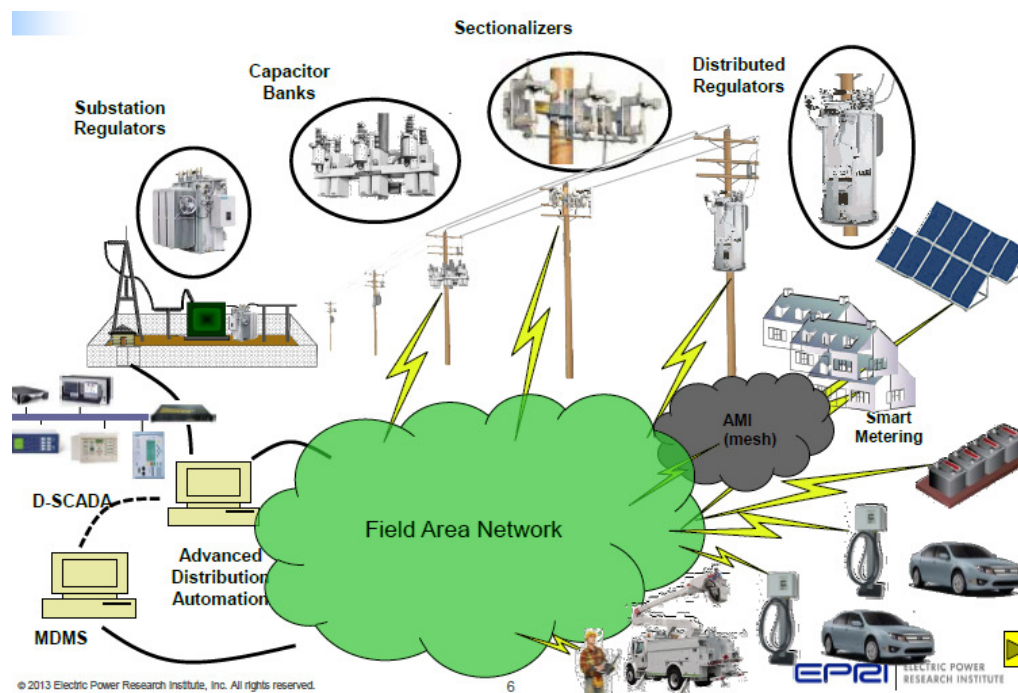 Sectionalizers
Capacitor
Banks
Distributed
Regulators
Substation
Regulators
AMI
(mesh)
Smart
Metering
D-SCADA
Field Area Network
Advanced
Distribution
Automation
MDMS
EPRI
ELECTRIC POWER
RESEARCH INSTITUTE
© 2013 Electric Power Research Institute, Inc. All rights reserved.
6